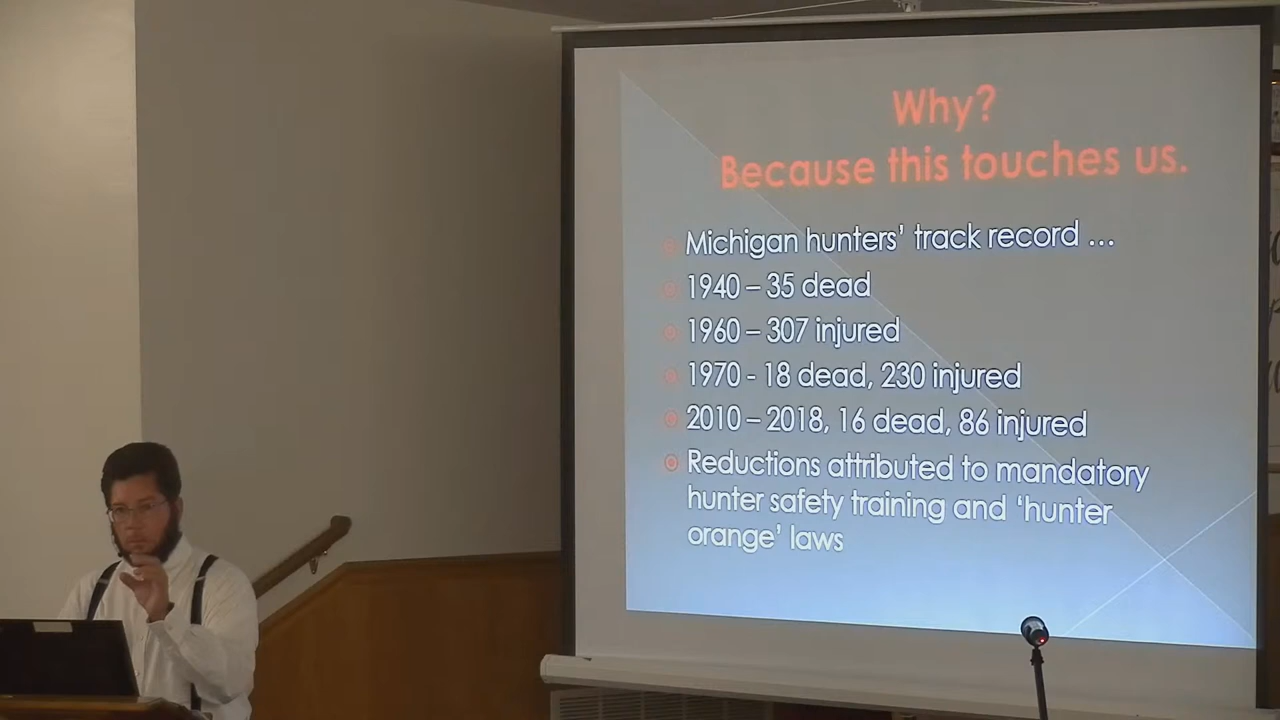 Why?
Because this touches us.
Michigan hunters’ track record ...
1940 – 35 dead
1960 – 307 injured
1970 - 18 dead, 230 injured
2010 – 2018, 16 dead, 86 injured
Reductions attributed to mandatory
hunter safety training and ‘hunter
orange’ laws